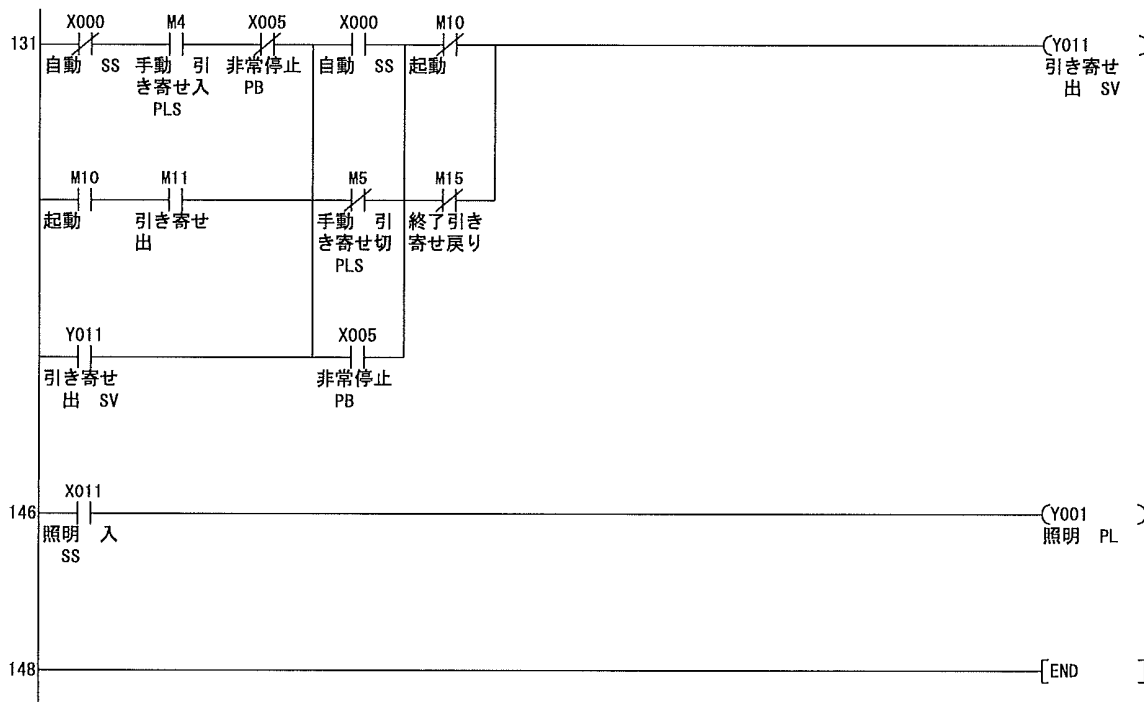 X000 M4 X005 X000 M10
131 (Y011 )
自動 SS 手動 引 非常停止 自動 SS 起動 引き寄せ
き寄せ入 PB 出 SV
PLS
M10 M11 M5 M15
起動 引き寄せ 手動 引 終了引き
出 き寄せ切 寄せ戻り
PLS
Y011 X005
引き寄せ 非常停止
出 SV PB
X011
146 (Y001 )
照明 入 照明 PL
SS
148 [END ]